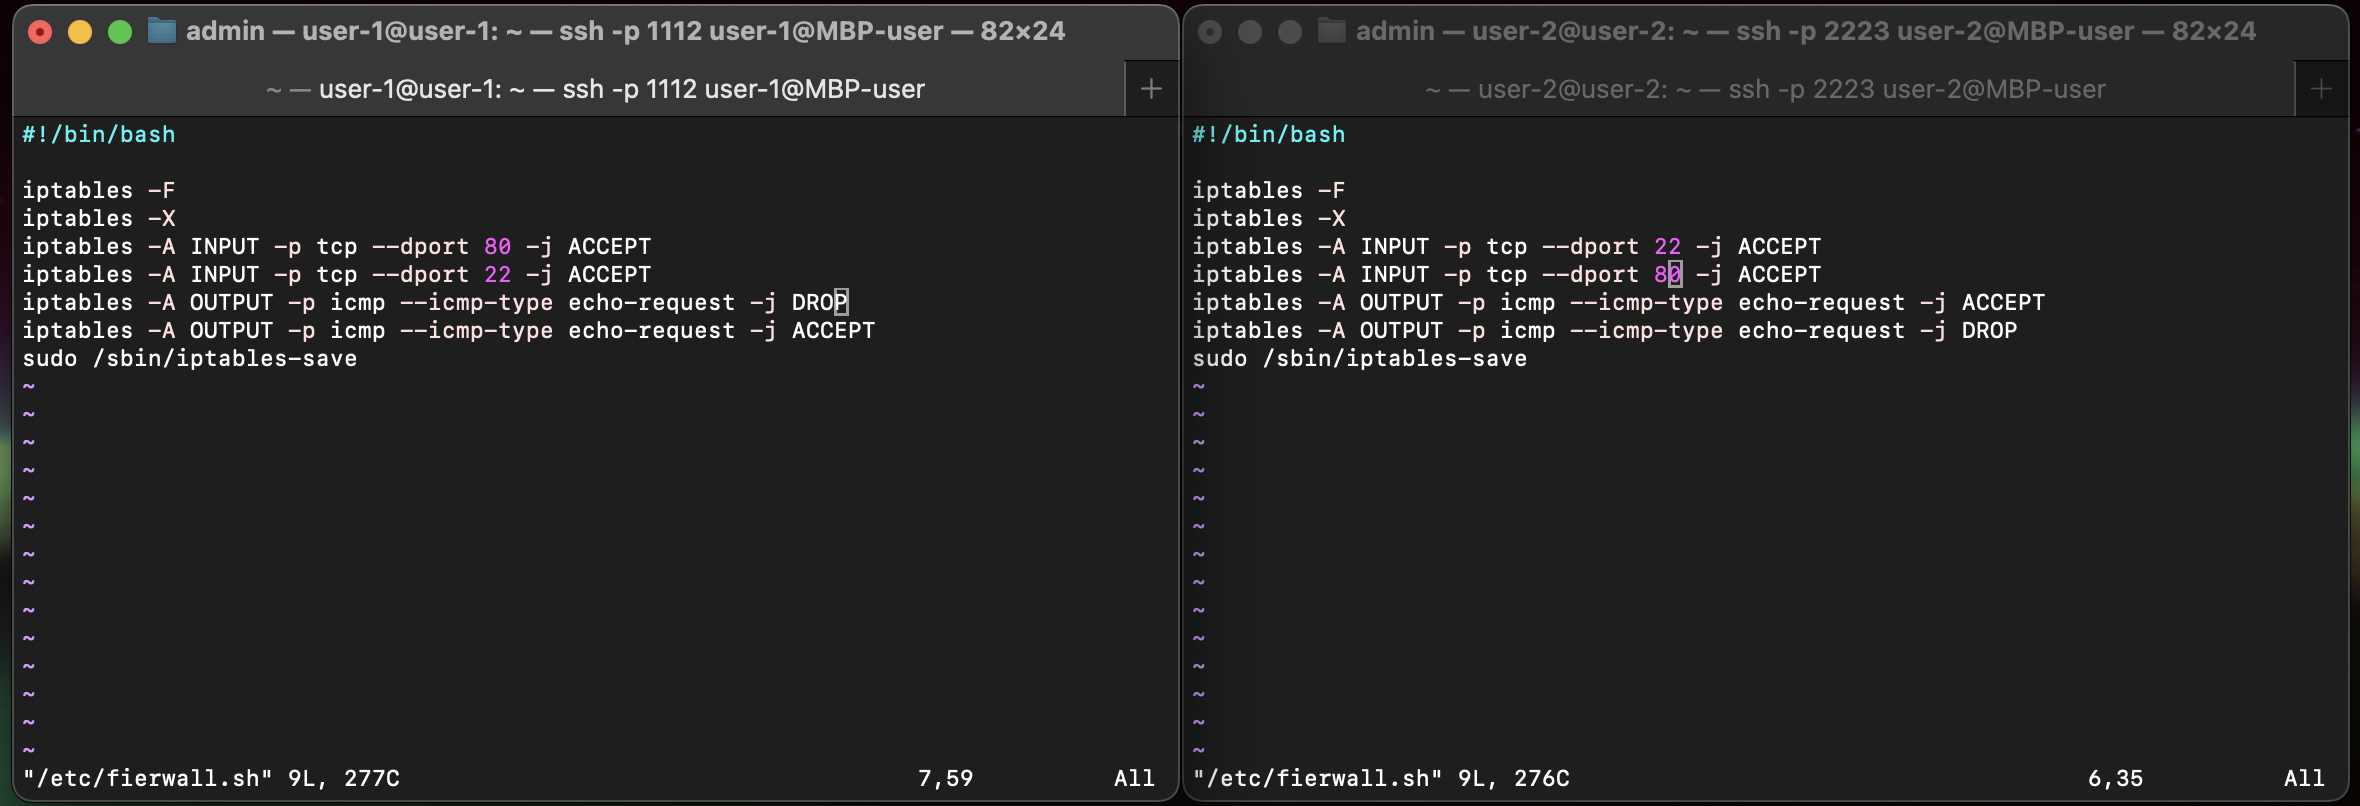 admin — user-1@user-1: ~ — ssh -p 1112 user-1@MBP-user — 82×24
~ — user-1@user-1: ~ — ssh -p 1112 user-1@MBP-user
+
#!/bin/bash
iptables -F
iptables -X
iptables -A INPUT -p tcp --dport 80 -j ACCEPT
iptables -A INPUT -p tcp --dport 22 -j ACCEPT
iptables -A OUTPUT -p icmp --icmp-type echo-request -j DROP
iptables -A OUTPUT -p icmp --icmp-type echo-request -j ACCEPT
sudo /sbin/iptables-save
~
~
~
~
~
~
~
~
~
~
~
~
~
~
"/etc/fierwall.sh" 9L, 277C 7,59 All
admin — user-2@user-2: ~ — ssh -p 2223 user-2@MBP-user — 82×24
~ — user-2@user-2: ~ — ssh -p 2223 user-2@MBP-user
+
#!/bin/bash
iptables -F
iptables -X
iptables -A INPUT -p tcp --dport 22 -j ACCEPT
iptables -A INPUT -p tcp --dport 80 -j ACCEPT
iptables -A OUTPUT -p icmp --icmp-type echo-request -j ACCEPT
iptables -A OUTPUT -p icmp --icmp-type echo-request -j DROP
sudo /sbin/iptables-save
~
~
~
~
~
~
~
~
~
~
~
~
~
~
"/etc/fierwall.sh" 9L, 276C 6,35 All